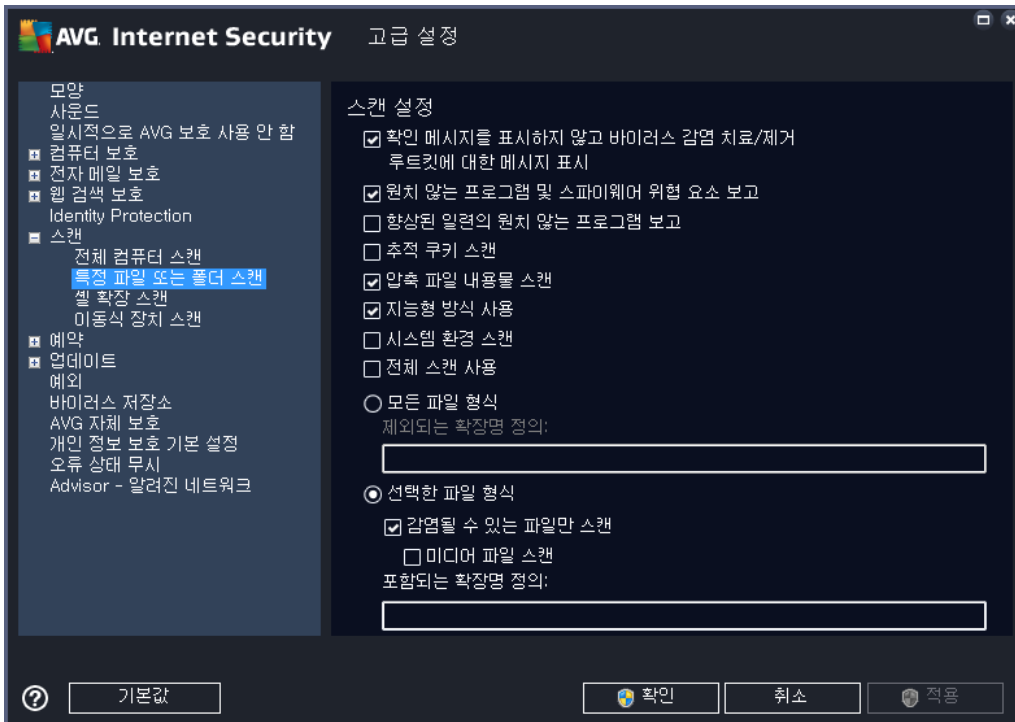 AVG. Internet Security 고급 설정
모양
사운드
일시적으로 AVG 보호 사용 안 함
컴퓨터 보호
전자 메일 보호
웹 검색 보호
Identity Protection
스캔
전체 컴퓨터 스캔
특정 파일 또는 폴더 스캔
셸 확장 스캔
이동식 장치 스캔
예약
업데이트
예외
바이러스 저장소
AVG 자체 보호
개인 정보 보호 기본 설정
오류 상태 무시
Advisor - 알려진 네트워크
스캔 설정
확인 메시지를 표시하지 않고 바이러스 감염 치료/제거
루트킷에 대한 메시지 표시
원치 않는 프로그램 및 스파이웨어 위협 요소 보고
향상된 일련의 원치 않는 프로그램 보고
추적 쿠키 스캔
압축 파일 내용물 스캔
지능형 방식 사용
시스템 환경 스캔
전체 스캔 사용
모든 파일 형식
제외되는 확장명 정의:
선택한 파일 형식
감염될 수 있는 파일만 스캔
미디어 파일 스캔
포함되는 확장명 정의:
기본값
확인
취소
적용